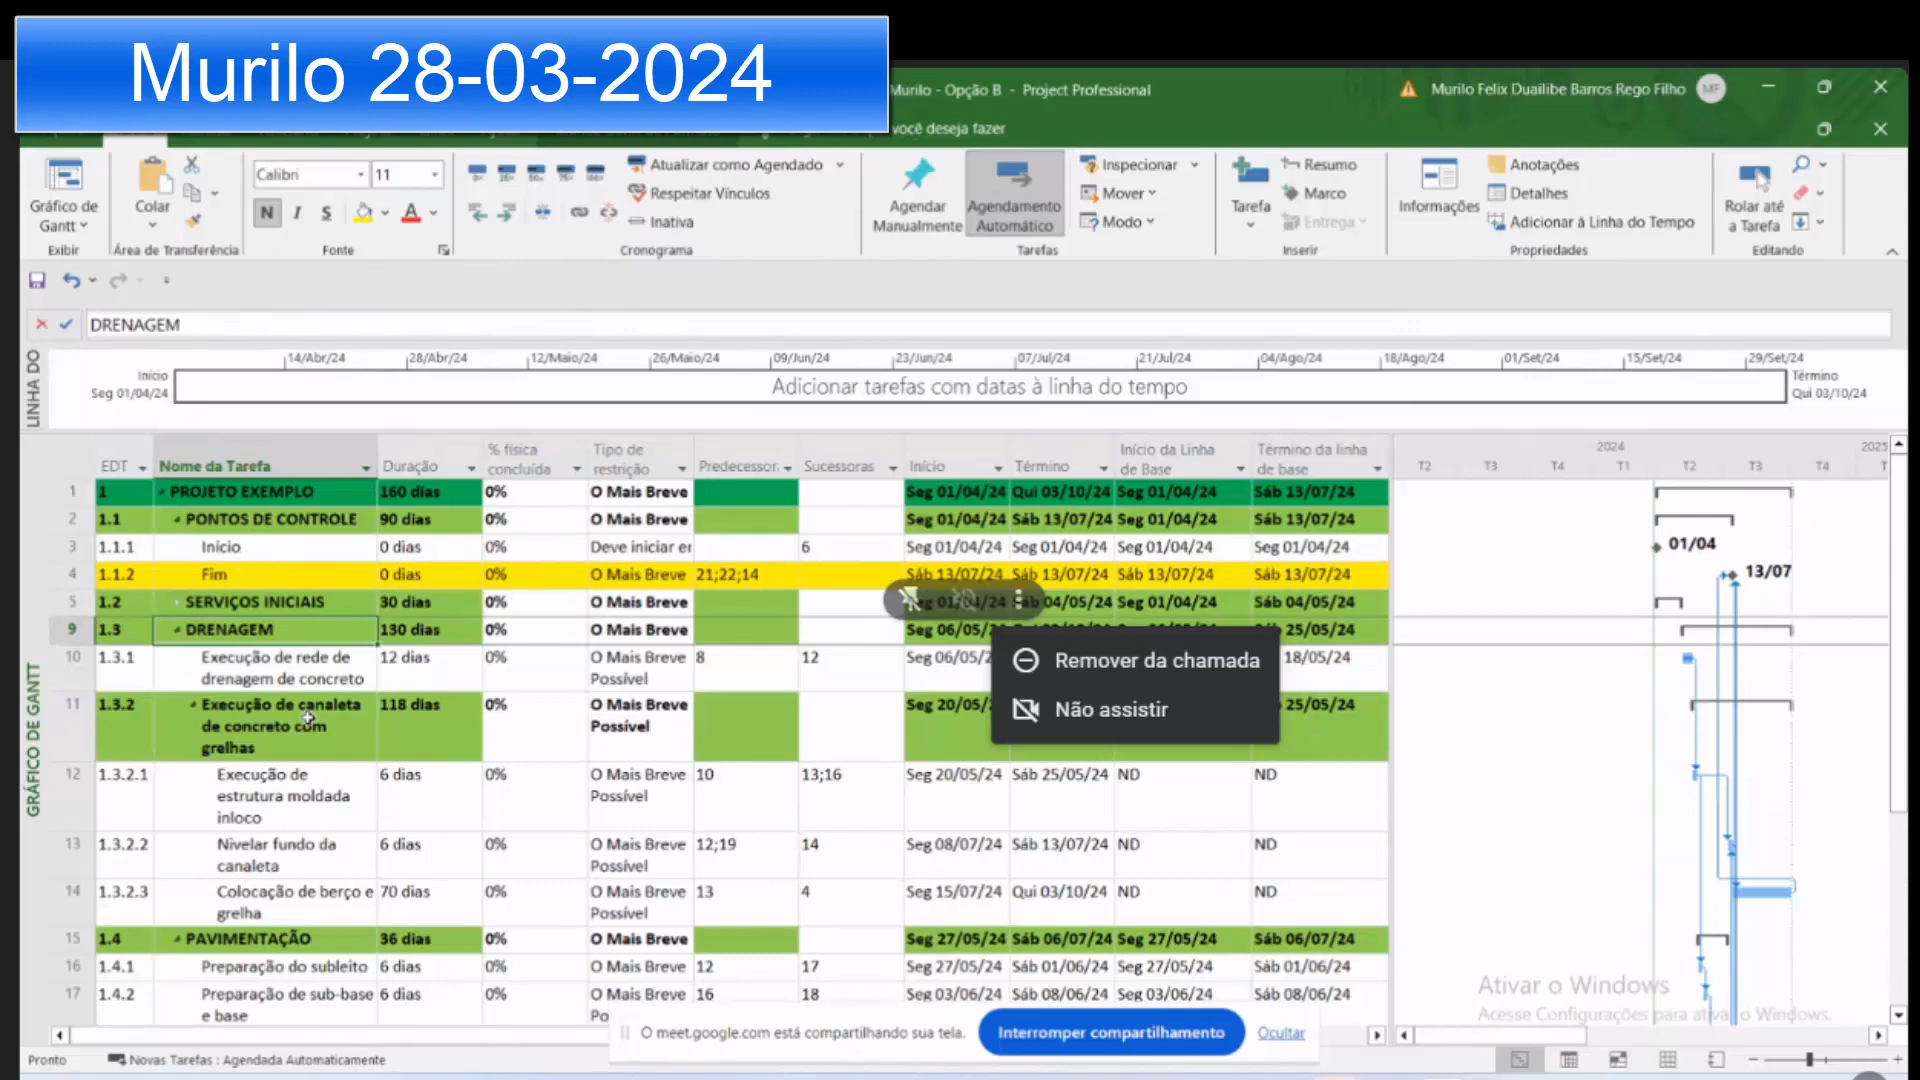 Murilo 28-03-2024
Murilo - Opção B - Project Professional
Murilo Felix Duailibe Barros Rego Filho
MF
você deseja fazer
Gráfico de Gantt
Exibir
Colar
Área de Transferência
Calibri 11
N I S
Fonte
Atualizar como Agendado
Respeitar Vínculos
Inativa
Cronograma
Agendar Manualmente
Agendamento Automático
Inspecionar
Mover
Modo
Tarefas
Tarefa
Resumo
Marco
Entrega
Inserir
Informações
Anotações
Detalhes
Adicionar à Linha do Tempo
Propriedades
Rolar até a Tarefa
Editando
DRENAGEM
LINHA DO
14/Abr/24 28/Abr/24 12/Maio/24 26/Maio/24 09/Jun/24 23/Jun/24 07/Jul/24 21/Jul/24 04/Ago/24 18/Ago/24 01/Set/24 15/Set/24 29/Set/24
Início
Seg 01/04/24
Adicionar tarefas com datas à linha do tempo
Término
Qui 03/10/24
GRÁFICO DE GANTT
EDT Nome da Tarefa Duração % física concluída Tipo de restrição Predecessor. Sucessoras Início Término Início da Linha de Base Término da linha de base
2024 2025
T2 T3 T4 T1 T2 T3 T4 T
1 1 PROJETO EXEMPLO 160 dias 0% O Mais Breve Seg 01/04/24 Qui 03/10/24 Seg 01/04/24 Sáb 13/07/24
2 1.1 PONTOS DE CONTROLE 90 dias 0% O Mais Breve Seg 01/04/24 Sáb 13/07/24 Seg 01/04/24 Sáb 13/07/24
3 1.1.1 Início 0 dias 0% Deve iniciar er 6 Seg 01/04/24 Seg 01/04/24 Seg 01/04/24 Seg 01/04/24
01/04
4 1.1.2 Fim 0 dias 0% O Mais Breve 21;22;14 Sáb 13/07/24 Sáb 13/07/24 Sáb 13/07/24 Sáb 13/07/24
13/07
5 1.2 SERVIÇOS INICIAIS 30 dias 0% O Mais Breve Seg 01/04/24 Sáb 04/05/24 Seg 01/04/24 Sáb 04/05/24
9 1.3 DRENAGEM 130 dias 0% O Mais Breve Seg 06/05/ 25/05/24
10 1.3.1 Execução de rede de drenagem de concreto 12 dias 0% O Mais Breve Possível 8 12 Seg 06/05/2 18/05/24
Remover da chamada
Não assistir
11 1.3.2 Execução de canaleta de concreto com grelhas 118 dias 0% O Mais Breve Possível Seg 20/05/ 25/05/24
12 1.3.2.1 Execução de estrutura moldada inloco 6 dias 0% O Mais Breve Possível 10 13;16 Seg 20/05/24 Sáb 25/05/24 ND ND
13 1.3.2.2 Nivelar fundo da canaleta 6 dias 0% O Mais Breve Possível 12;19 14 Seg 08/07/24 Sáb 13/07/24 ND ND
14 1.3.2.3 Colocação de berço e grelha 70 dias 0% O Mais Breve Possível 13 4 Seg 15/07/24 Qui 03/10/24 ND ND
15 1.4 PAVIMENTAÇÃO 36 dias 0% O Mais Breve Seg 27/05/24 Sáb 06/07/24 Seg 27/05/24 Sáb 06/07/24
16 1.4.1 Preparação do subleito 6 dias 0% O Mais Breve 12 17 Seg 27/05/24 Sáb 01/06/24 Seg 27/05/24 Sáb 01/06/24
17 1.4.2 Preparação de sub-base e base 6 dias 0% O Mais Breve Po 16 18 Seg 03/06/24 Sáb 08/06/24 Seg 03/06/24 Sáb 08/06/24
Ativar o Windows
Acesse Configurações para ativar o Windows.
O meet.google.com está compartilhando sua tela.
Interromper compartilhamento
Ocultar
Pronto
Novas Tarefas : Agendada Automaticamente